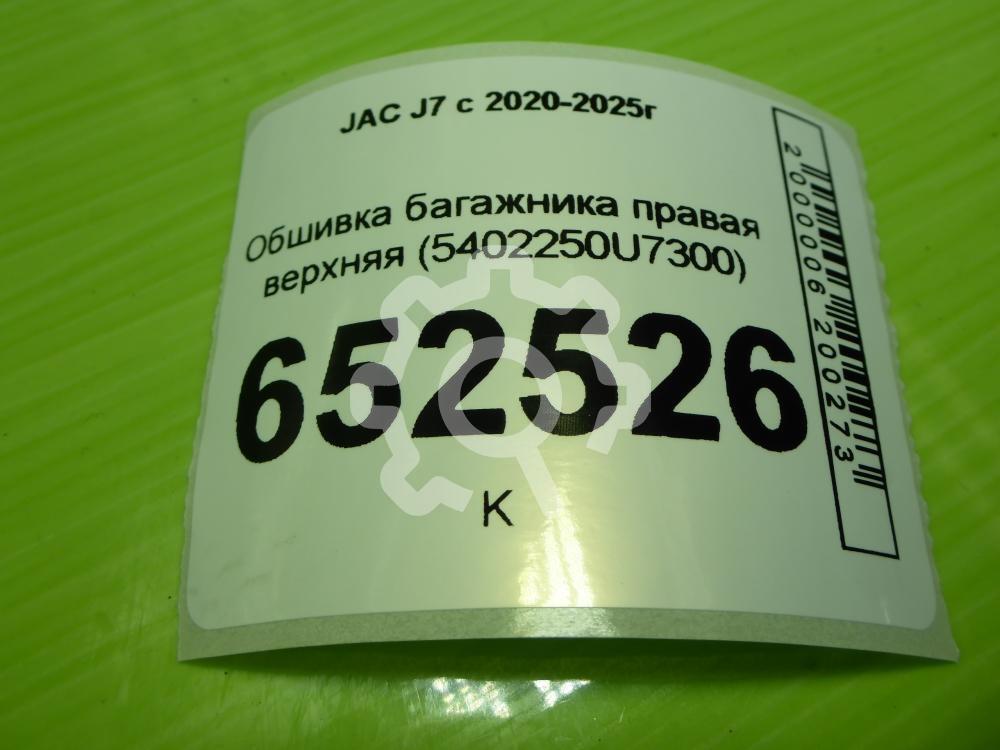 JAC J7 с 2020-2025г
Обшивка багажника правая
верхняя (5402250U7300)
652526
К
2000006200273